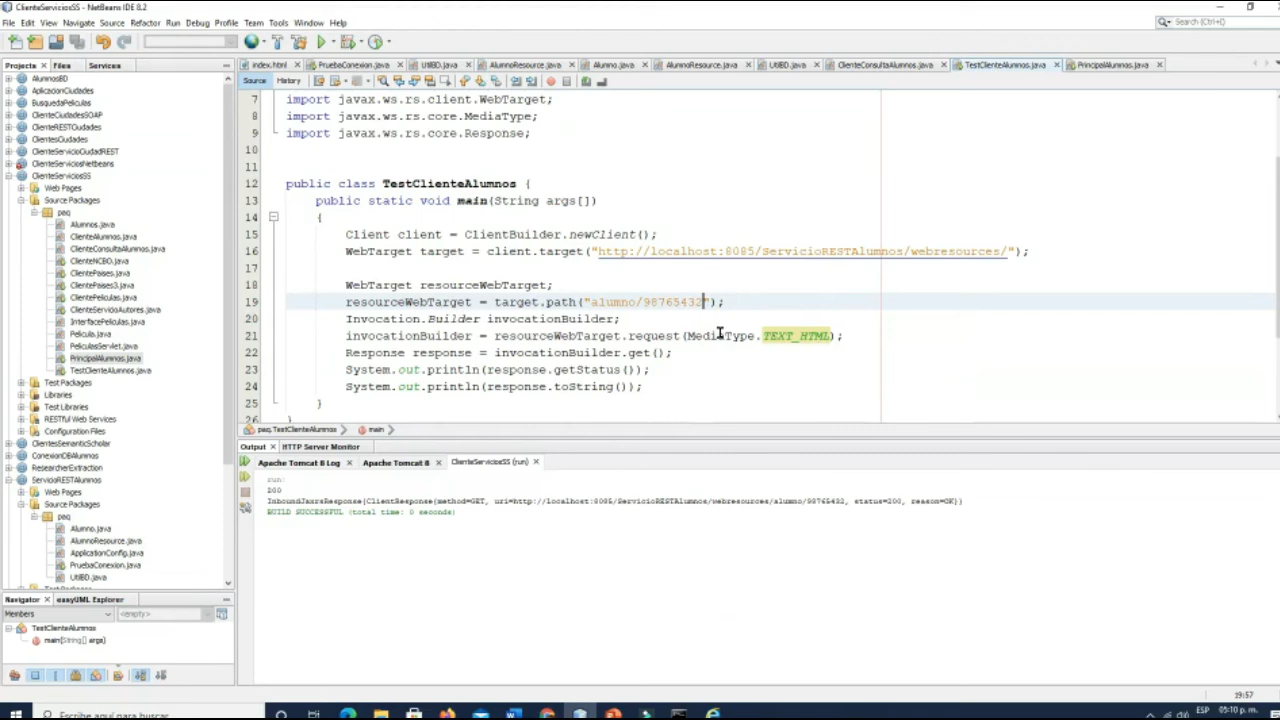 ClienteServiciosSS - NetBeans IDE 8.2
File Edit View Navigate Source Refactor Run Debug Profile Team Tools Window Help
Search (Ctrl+I)
Projects Files Services
index.html PruebaConexion.java UtilBD.java AlumnoResource.java Alumno.java AlumnoResource.java UtilBD.java ClienteConsultaAlumnos.java TestClienteAlumnos.java PrincipalAlumnos.java
Source History
AlumnosBD
AplicacionCiudades
BusquedaPeliculas
ClienteCiudadesSOAP
ClienteRESTCiudades
ClientesCiudades
ClienteServicioCiudadREST
ClienteServiciosNetbeans
ClienteServiciosSS
Web Pages
Source Packages
paq
Alumnos.java
ClienteAlumnos.java
ClienteConsultaAlumnos.java
ClienteNCBO.java
ClientePaises.java
ClientePaises3.java
ClientePeliculas.java
ClienteServicioAutores.java
InterfacePeliculas.java
Pelicula.java
PeliculasServlet.java
PrincipalAlumnos.java
TestClienteAlumnos.java
Test Packages
Libraries
Test Libraries
RESTful Web Services
Configuration Files
ClientesSemanticScholar
ConexionDBAlumnos
ResearcherExtraction
ServicioRESTAlumnos
Web Pages
Source Packages
paq
Alumno.java
AlumnoResource.java
ApplicationConfig.java
PruebaConexion.java
UtilBD.java
Test Packages
7 import javax.ws.rs.client.WebTarget;
8 import javax.ws.rs.core.MediaType;
9 import javax.ws.rs.core.Response;
10
11
12 public class TestClienteAlumnos {
13 public static void main(String args[])
14 {
15 Client client = ClientBuilder.newClient();
16 WebTarget target = client.target("http://localhost:8085/ServicioRESTAlumnos/webresources/");
17
18 WebTarget resourceWebTarget;
19 resourceWebTarget = target.path("alumno/98765432");
20 Invocation.Builder invocationBuilder;
21 invocationBuilder = resourceWebTarget.request(MediaType.TEXT_HTML);
22 Response response = invocationBuilder.get();
23 System.out.println(response.getStatus());
24 System.out.println(response.toString());
25 }
26 }
paq.TestClienteAlumnos main
Output HTTP Server Monitor
Apache Tomcat 8 Log Apache Tomcat 8 ClienteServiciosSS (run)
run:
200
InboundJaxrsResponse{ClientResponse{method=GET, uri=http://localhost:8085/ServicioRESTAlumnos/webresources/alumno/98765432, status=200, reason=OK}}
BUILD SUCCESSFUL (total time: 0 seconds)
Navigator easyUML Explorer
Members <empty>
TestClienteAlumnos
main(String[] args)
19:57
Escribe aquí para buscar
ESP 05:10 p. m.